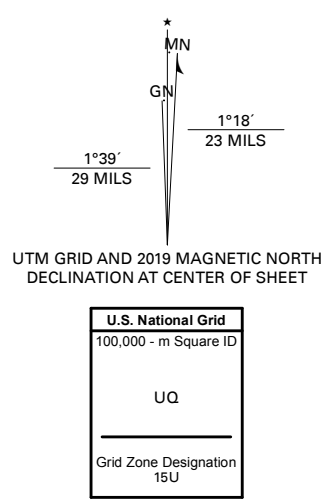 MN
GN
1°18´
23 MILS
1°39´
29 MILS
UTM GRID AND 2019 MAGNETIC NORTH
DECLINATION AT CENTER OF SHEET
U.S. National Grid
100,000 - m Square ID
UQ
Grid Zone Designation
15U